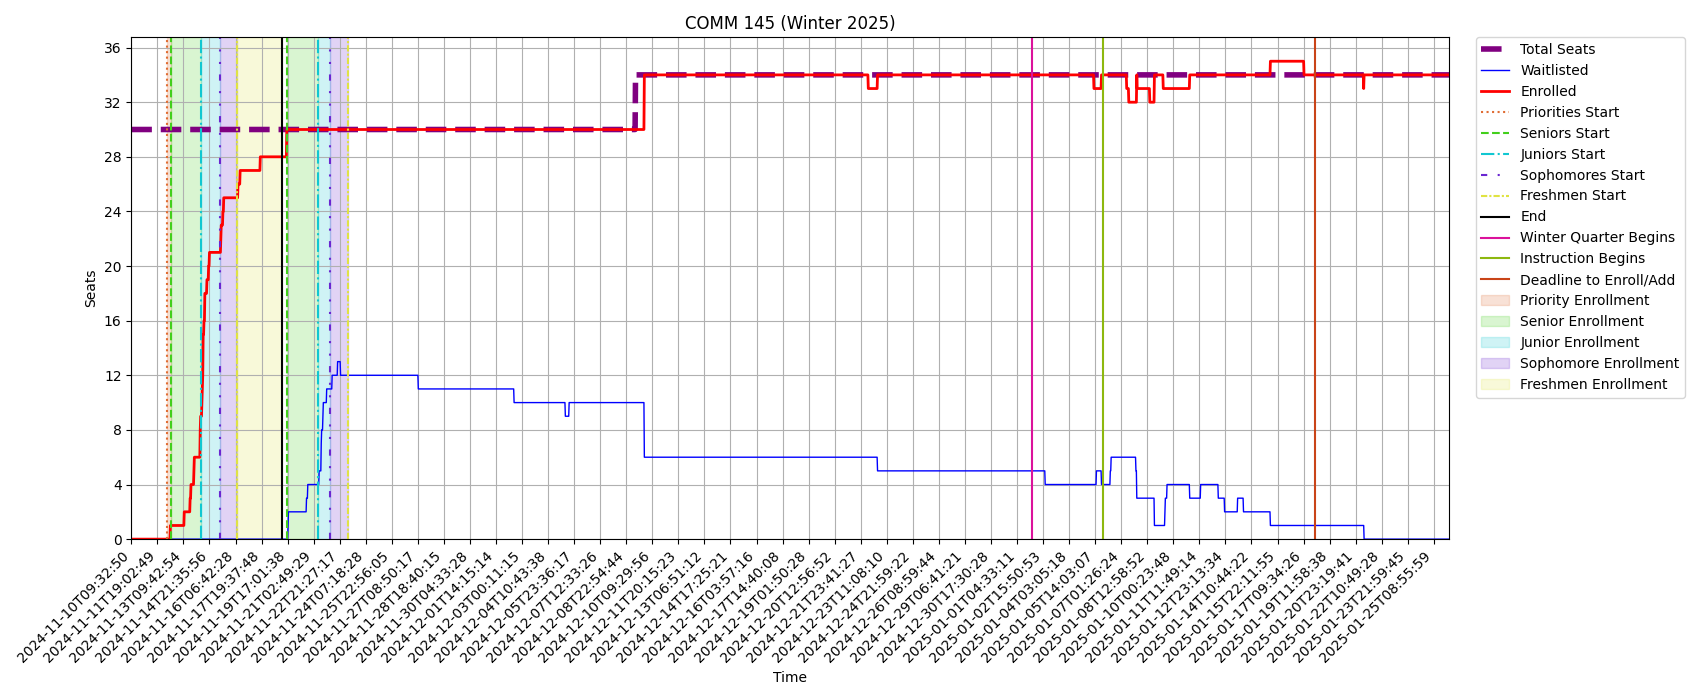 COMM 145 (Winter 2025)
Seats
36
32
28
24
20
16
12
8
4
0
2024-11-10T09:32:50
2024-11-11T19:02:49
2024-11-13T09:42:54
2024-11-14T21:35:56
2024-11-16T06:42:28
2024-11-17T19:37:48
2024-11-19T17:01:38
2024-11-21T02:49:29
2024-11-22T21:27:17
2024-11-24T07:18:28
2024-11-25T22:56:05
2024-11-27T08:50:17
2024-11-28T18:40:15
2024-11-30T04:33:28
2024-12-01T14:15:14
2024-12-03T00:11:15
2024-12-04T10:43:38
2024-12-05T23:36:17
2024-12-07T12:33:26
2024-12-08T22:54:44
2024-12-10T09:29:56
2024-12-11T20:15:23
2024-12-13T06:51:12
2024-12-14T17:25:21
2024-12-16T03:57:16
2024-12-17T14:40:08
2024-12-19T01:50:28
2024-12-20T12:56:52
2024-12-21T23:41:27
2024-12-23T11:08:10
2024-12-24T21:59:22
2024-12-26T08:59:44
2024-12-29T06:41:21
2024-12-30T17:30:28
2025-01-01T04:33:11
2025-01-02T15:50:53
2025-01-04T03:05:18
2025-01-05T14:03:07
2025-01-07T01:26:24
2025-01-08T12:58:52
2025-01-10T00:23:48
2025-01-11T11:49:14
2025-01-12T23:13:34
2025-01-14T10:44:22
2025-01-15T22:11:55
2025-01-17T09:34:26
2025-01-19T11:58:38
2025-01-20T23:19:41
2025-01-22T10:49:28
2025-01-23T21:59:45
2025-01-25T08:55:59
Time
Total Seats
Waitlisted
Enrolled
Priorities Start
Seniors Start
Juniors Start
Sophomores Start
Freshmen Start
End
Winter Quarter Begins
Instruction Begins
Deadline to Enroll/Add
Priority Enrollment
Senior Enrollment
Junior Enrollment
Sophomore Enrollment
Freshmen Enrollment